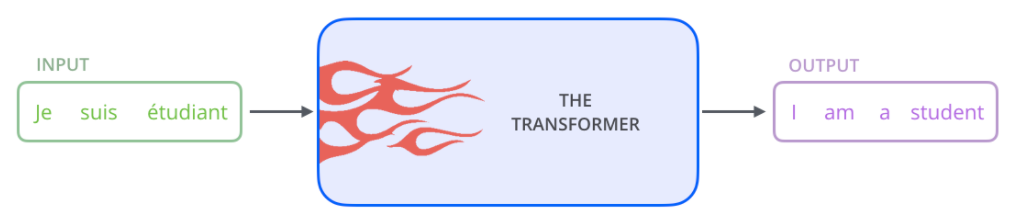 INPUT
Je suis étudiant
THE
TRANSFORMER
OUTPUT
I am a student